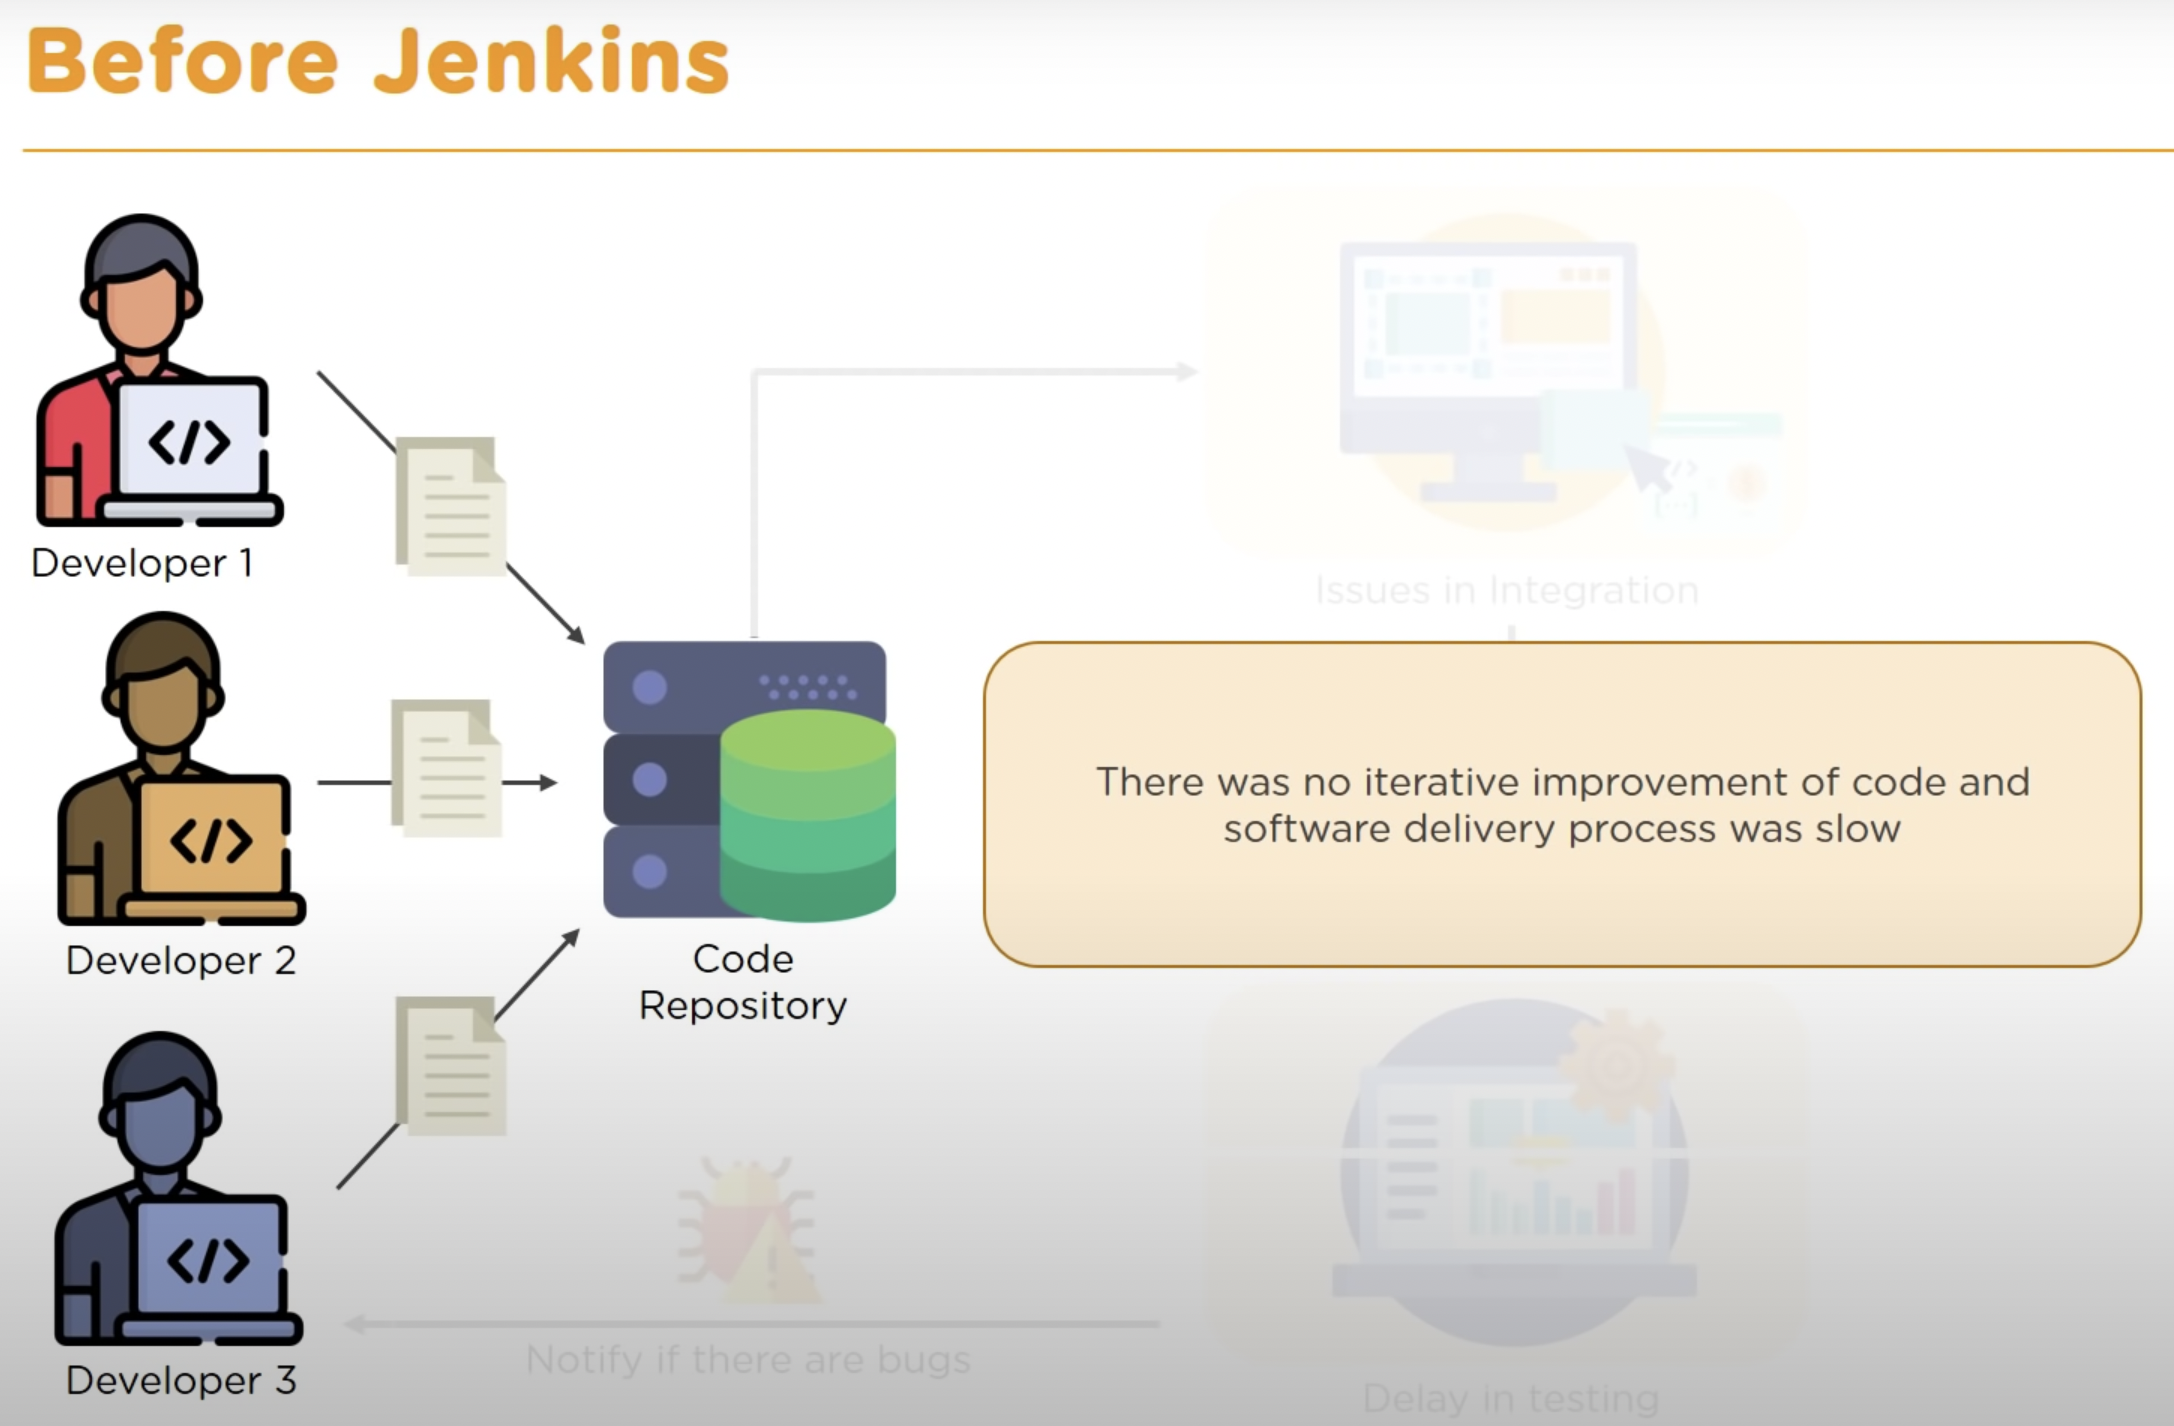 Before Jenkins
</>
Developer 1
</>
Developer 2
</>
Developer 3
Code
Repository
Issues in Integration
There was no iterative improvement of code and
software delivery process was slow
Notify if there are bugs
Delay in testing